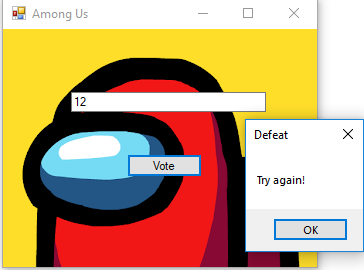 Among Us
12
Vote
Defeat
Try again!
OK